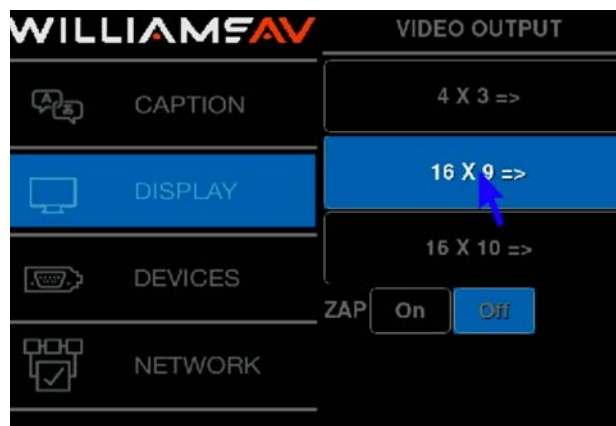 WILLIAMSAV
CAPTION
DISPLAY
DEVICES
NETWORK
VIDEO OUTPUT
4 X 3 =>
16 X 9 =>
16 X 10 =>
ZAP On Off